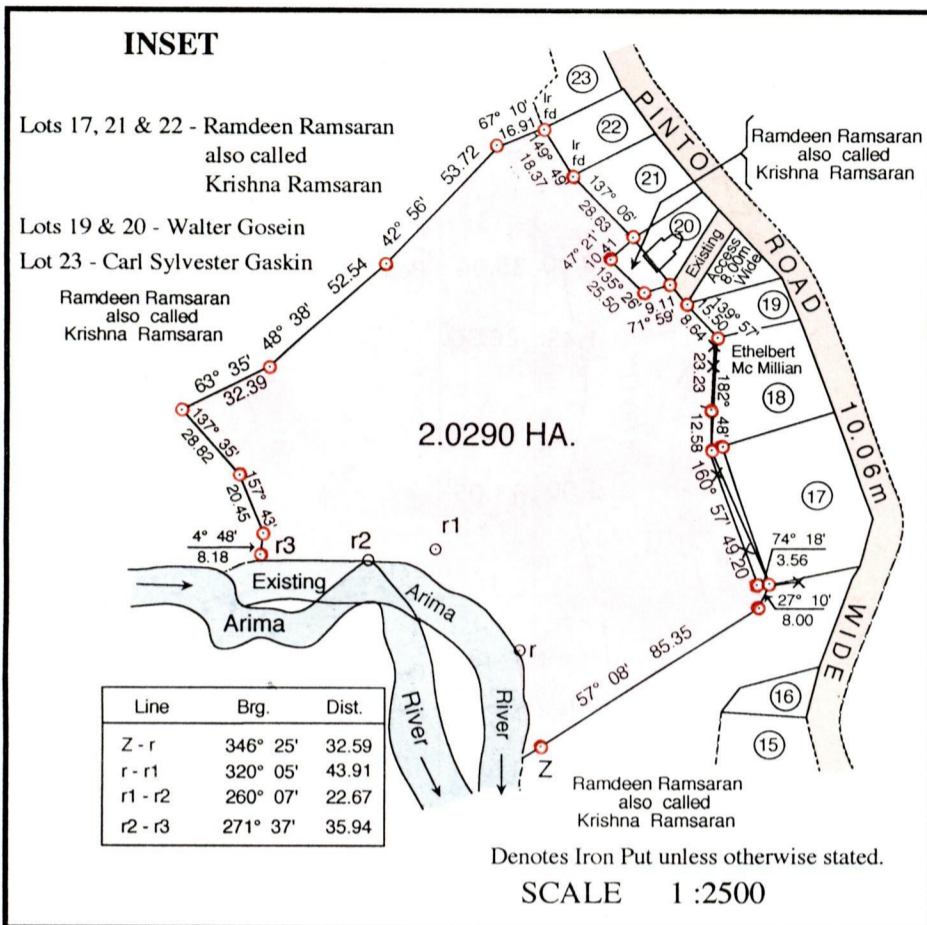 INSET
Lots 17, 21 & 22 - Ramdeen Ramsaran
also called
Krishna Ramsaran
Lots 19 & 20 - Walter Gosein
Lot 23 - Carl Sylvester Gaskin
Ramdeen Ramsaran
also called
Krishna Ramsaran
Ramdeen Ramsaran
also called
Krishna Ramsaran
PINTO ROAD 10.06m WIDE
23
22
21
20
19
18
17
16
15
Ir
fd
Ir
fd
67° 10'
16.91
149° 49'
18.37
137° 06'
28.63
47° 21'
10.41
135° 26'
25.50
9.11
71° 59'
8.64
139° 57'
15.50
Existing
Access
8.00m
Wide
Ethelbert
Mc Millian
182° 48'
23.23
12.58
160° 57'
49.20
74° 18'
3.56
27° 10'
8.00
57° 08' 85.35
53.72
42° 56'
52.54
48° 38'
63° 35'
32.39
137° 35'
28.82
157° 43'
20.45
4° 48'
8.18
2.0290 HA.
r3
r2
r1
r
Z
Existing
Arima
Arima
River
River
Line Brg. Dist.
Z - r 346° 25' 32.59
r - r1 320° 05' 43.91
r1 - r2 260° 07' 22.67
r2 - r3 271° 37' 35.94
Ramdeen Ramsaran
also called
Krishna Ramsaran
Denotes Iron Put unless otherwise stated.
SCALE 1 :2500